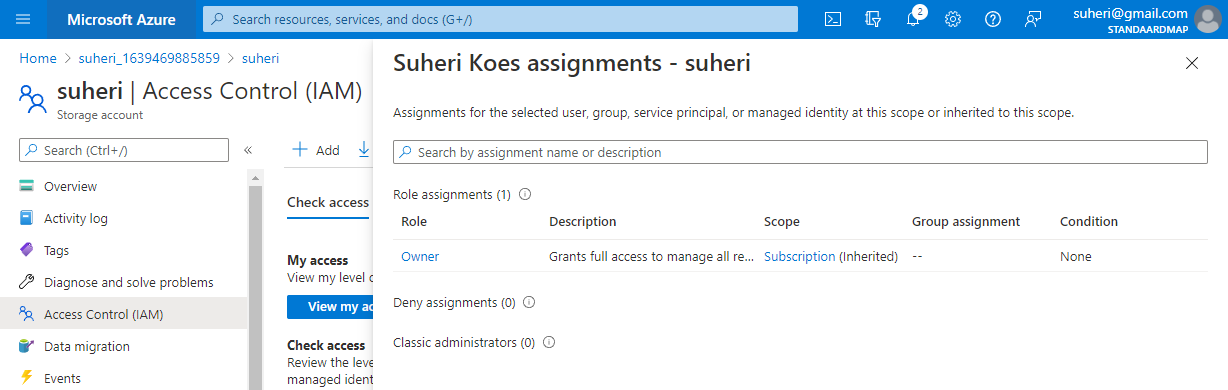 Microsoft Azure
Search resources, services, and docs (G+/)
2
suheri@gmail.com
STANDAARDMAP
Home > suheri_1639469885859 > suheri
suheri | Access Control (IAM)
Storage account
Search (Ctrl+/)
«
Overview
Activity log
Tags
Diagnose and solve problems
Access Control (IAM)
Data migration
Events
+ Add
Check access
My access
View my level
View my
Check access
Review the
managed
Suheri Koes assignments - suheri
Assignments for the selected user, group, service principal, or managed identity at this scope or inherited to this scope.
Search by assignment name or description
Role assignments (1)
Role Description Scope Group assignment Condition
Owner Grants full access to manage all re... Subscription (Inherited) -- None
Deny assignments (0)
Classic administrators (0)